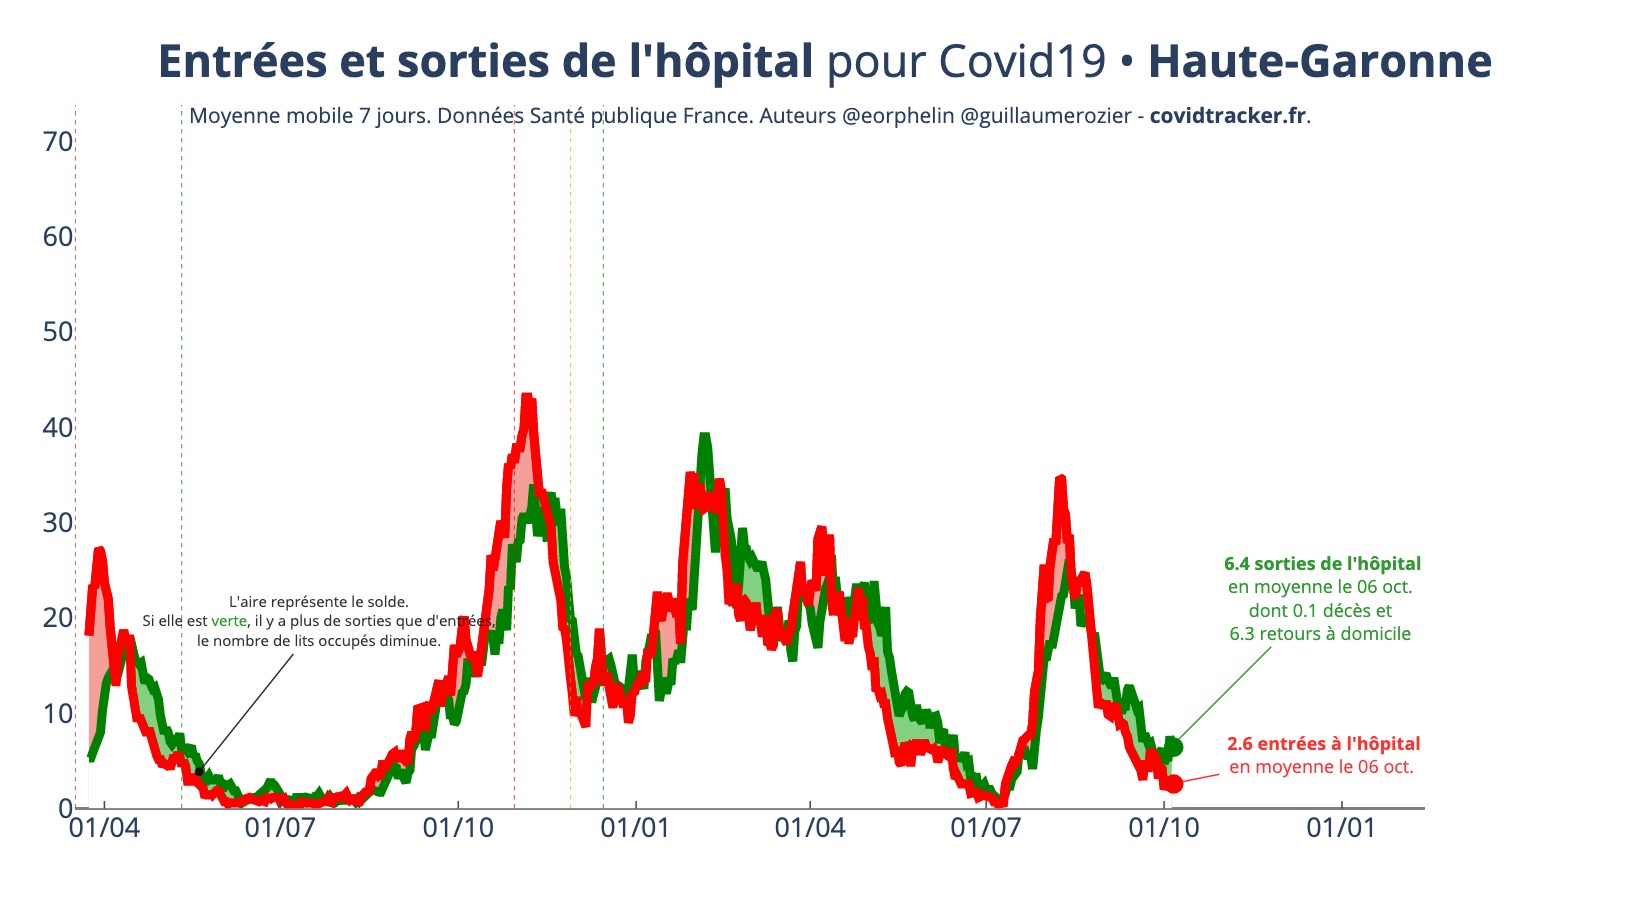 Entrées et sorties de l'hôpital pour Covid19 • Haute-Garonne
Moyenne mobile 7 jours. Données Santé publique France. Auteurs @eorphelin @guillaumerozier - covidtracker.fr.
70
60
50
40
30
20
10
0
L'aire représente le solde.
Si elle est verte, il y a plus de sorties que d'entrées,
le nombre de lits occupés diminue.
6.4 sorties de l'hôpital
en moyenne le 06 oct.
dont 0.1 décès et
6.3 retours à domicile
2.6 entrées à l'hôpital
en moyenne le 06 oct.
01/04 01/07 01/10 01/01 01/04 01/07 01/10 01/01